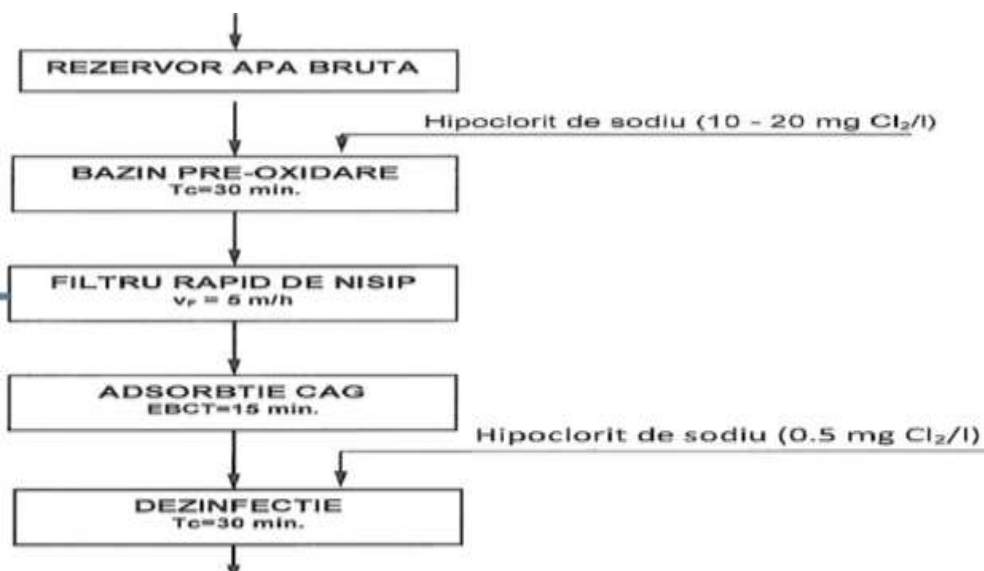 REZERVOR APA BRUTA
Hipoclorit de sodiu (10 - 20 mg Cl₂/l)
BAZIN PRE-OXIDARE
Tc=30 min.
FILTRU RAPID DE NISIP
v_F = 5 m/h
ADSORBTIE CAG
EBCT=15 min.
Hipoclorit de sodiu (0.5 mg Cl₂/l)
DEZINFECTIE
Tc=30 min.